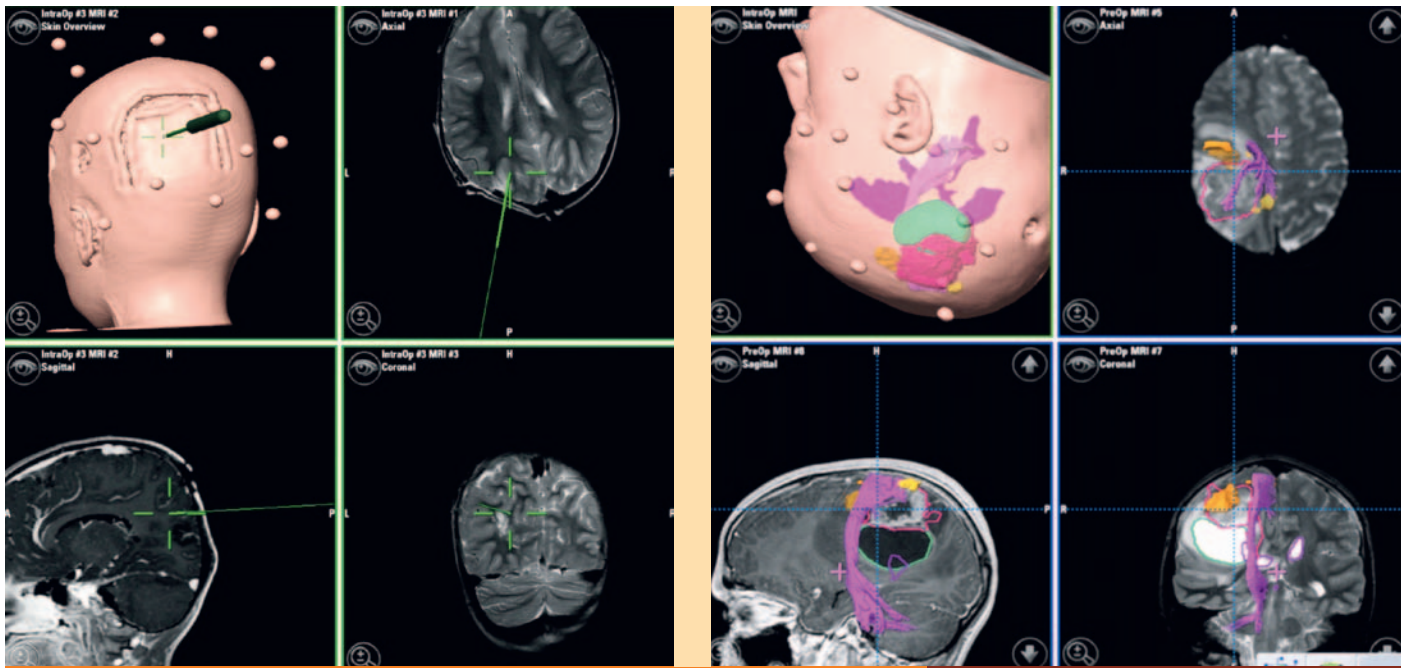 IntraOp #3 MRI #2
Skin Overview
IntraOp #3 MRI #1
Axial
A
L
R
P
IntraOp #3 MRI #2
Sagittal
H
A
P
IntraOp #3 MRI #3
Coronal
H
L
R
IntraOp MRI
Skin Overview
PreOp MRI #5
Axial
A
R
P
PreOp MRI #6
Sagittal
H
P
PreOp MRI #7
Coronal
H
R